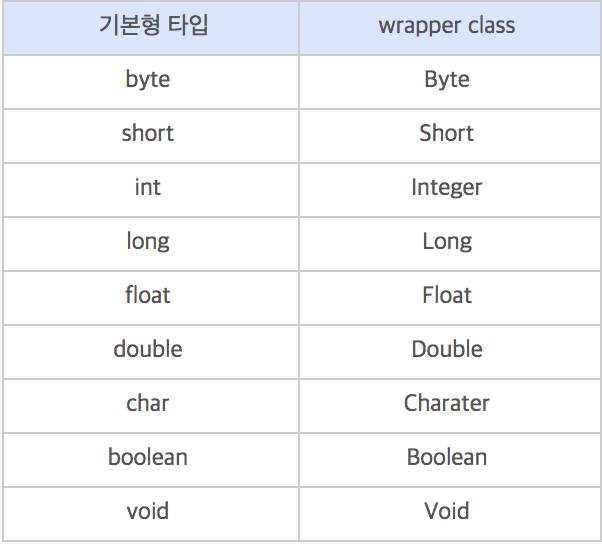 기본형 타입 wrapper class
byte Byte
short Short
int Integer
long Long
float Float
double Double
char Charater
boolean Boolean
void Void